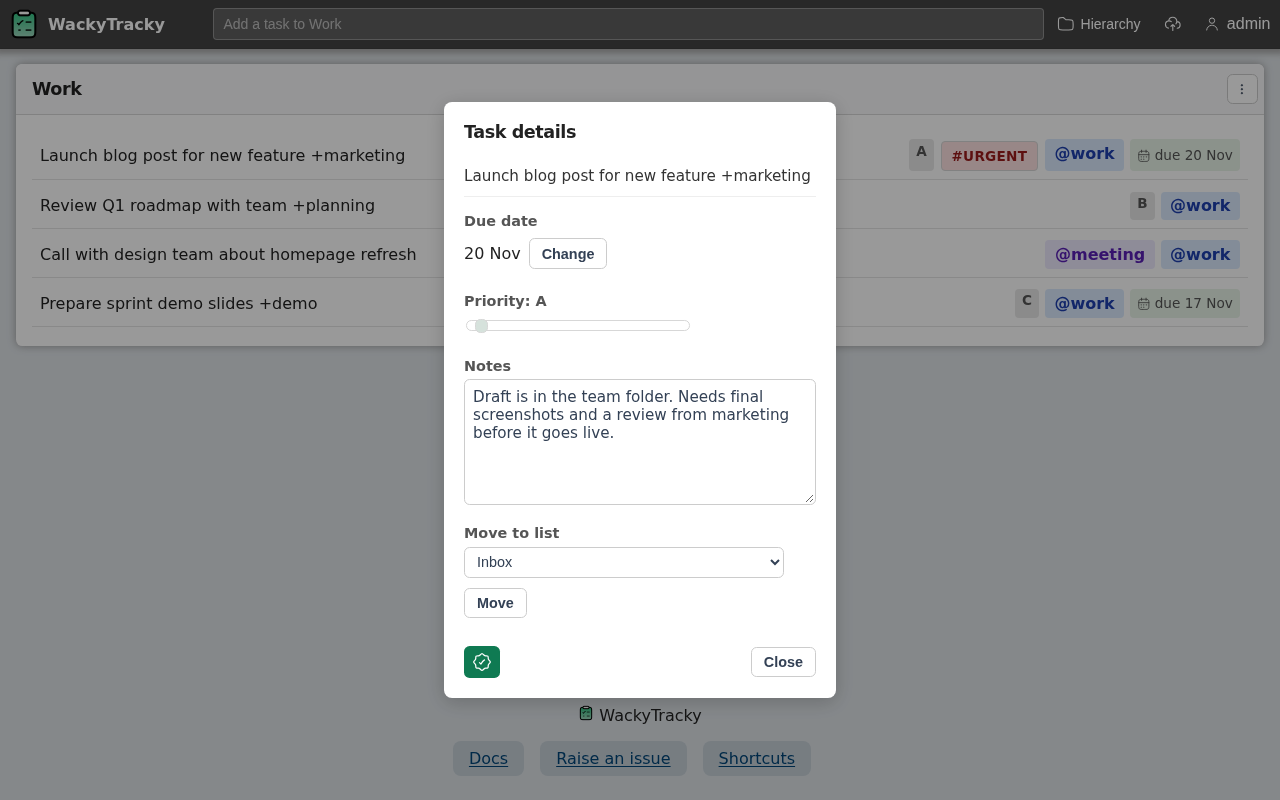 WackyTracky
Add a task to Work
Hierarchy
admin
Work
Launch blog post for new feature +marketing
A
#URGENT
@work
due 20 Nov
Review Q1 roadmap with team +planning
B
@work
Call with design team about homepage refresh
@meeting
@work
Prepare sprint demo slides +demo
C
@work
due 17 Nov
Task details
Launch blog post for new feature +marketing
Due date
20 Nov
Change
Priority: A
Notes
Draft is in the team folder. Needs final
screenshots and a review from marketing
before it goes live.
Move to list
Inbox
Move
Close
WackyTracky
Docs
Raise an issue
Shortcuts